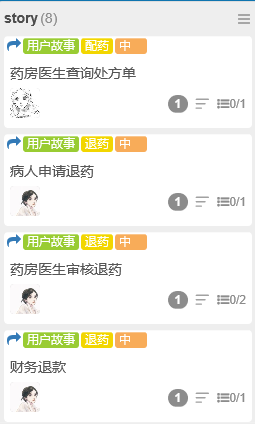 story (8)
用户故事 配药 中
药房医生查询处方单
1 0/1
用户故事 退药 中
病人申请退药
1 0/1
用户故事 退药 中
药房医生审核退药
1 0/2
用户故事 退药 中
财务退款
1 0/1